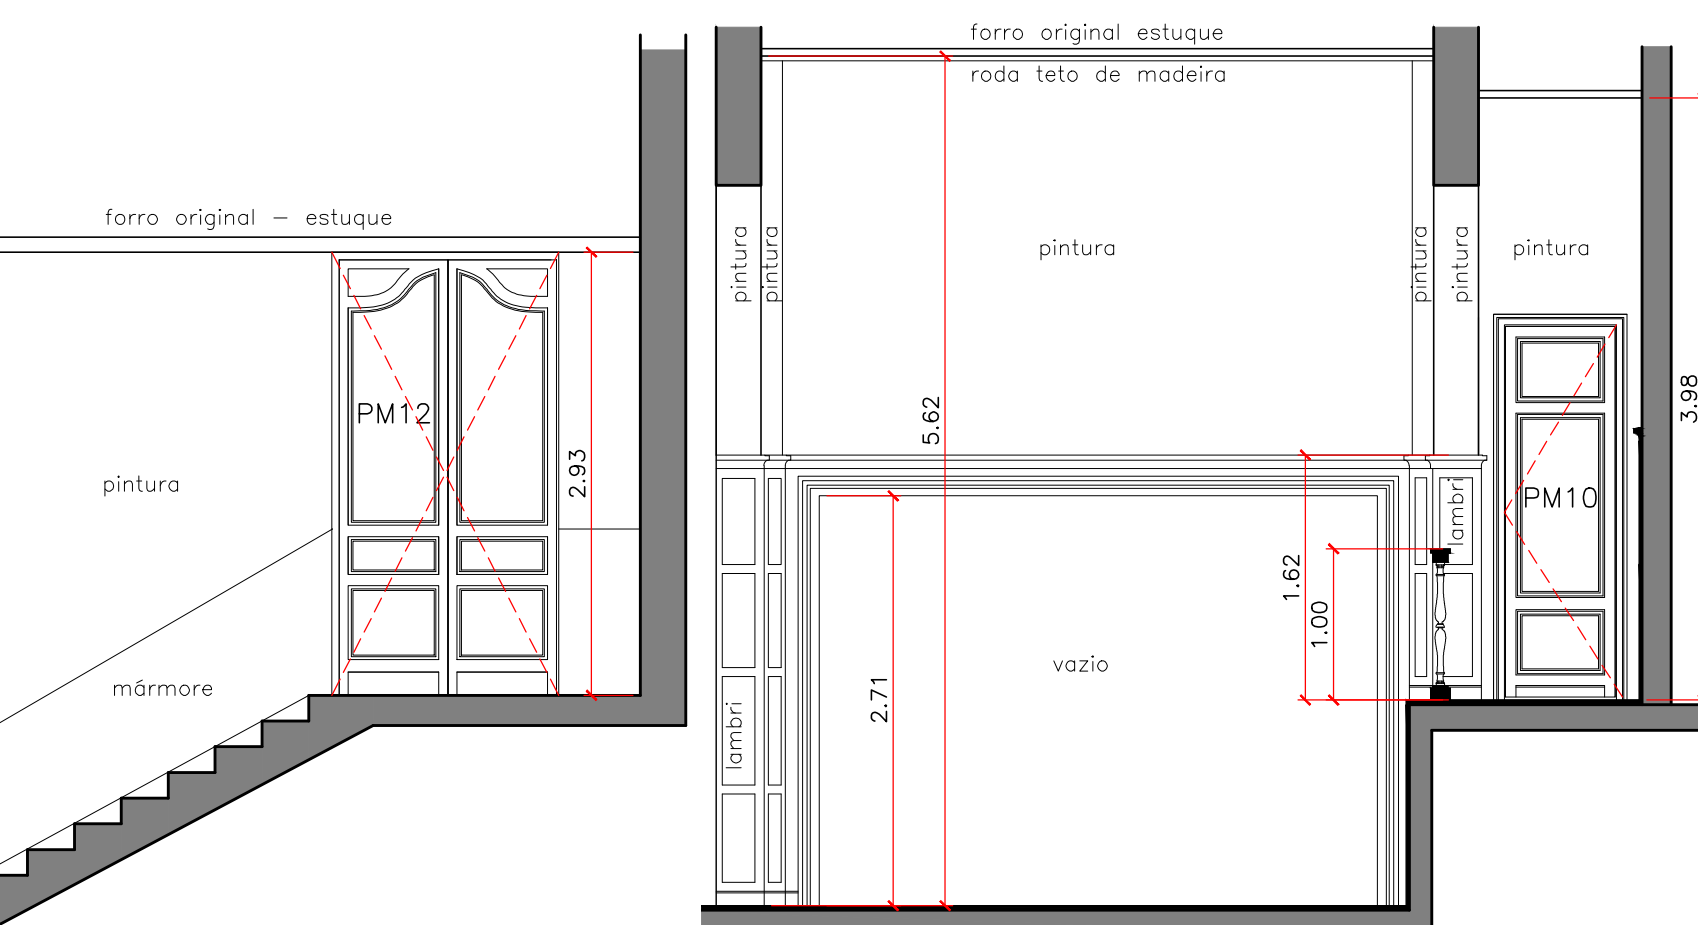 forro original – estuque
PM12
2.93
pintura
mármore
forro original estuque
roda teto de madeira
pintura
pintura
pintura
pintura
pintura
pintura
5.62
3.98
PM10
lambri
1.62
1.00
vazio
2.71
lambri